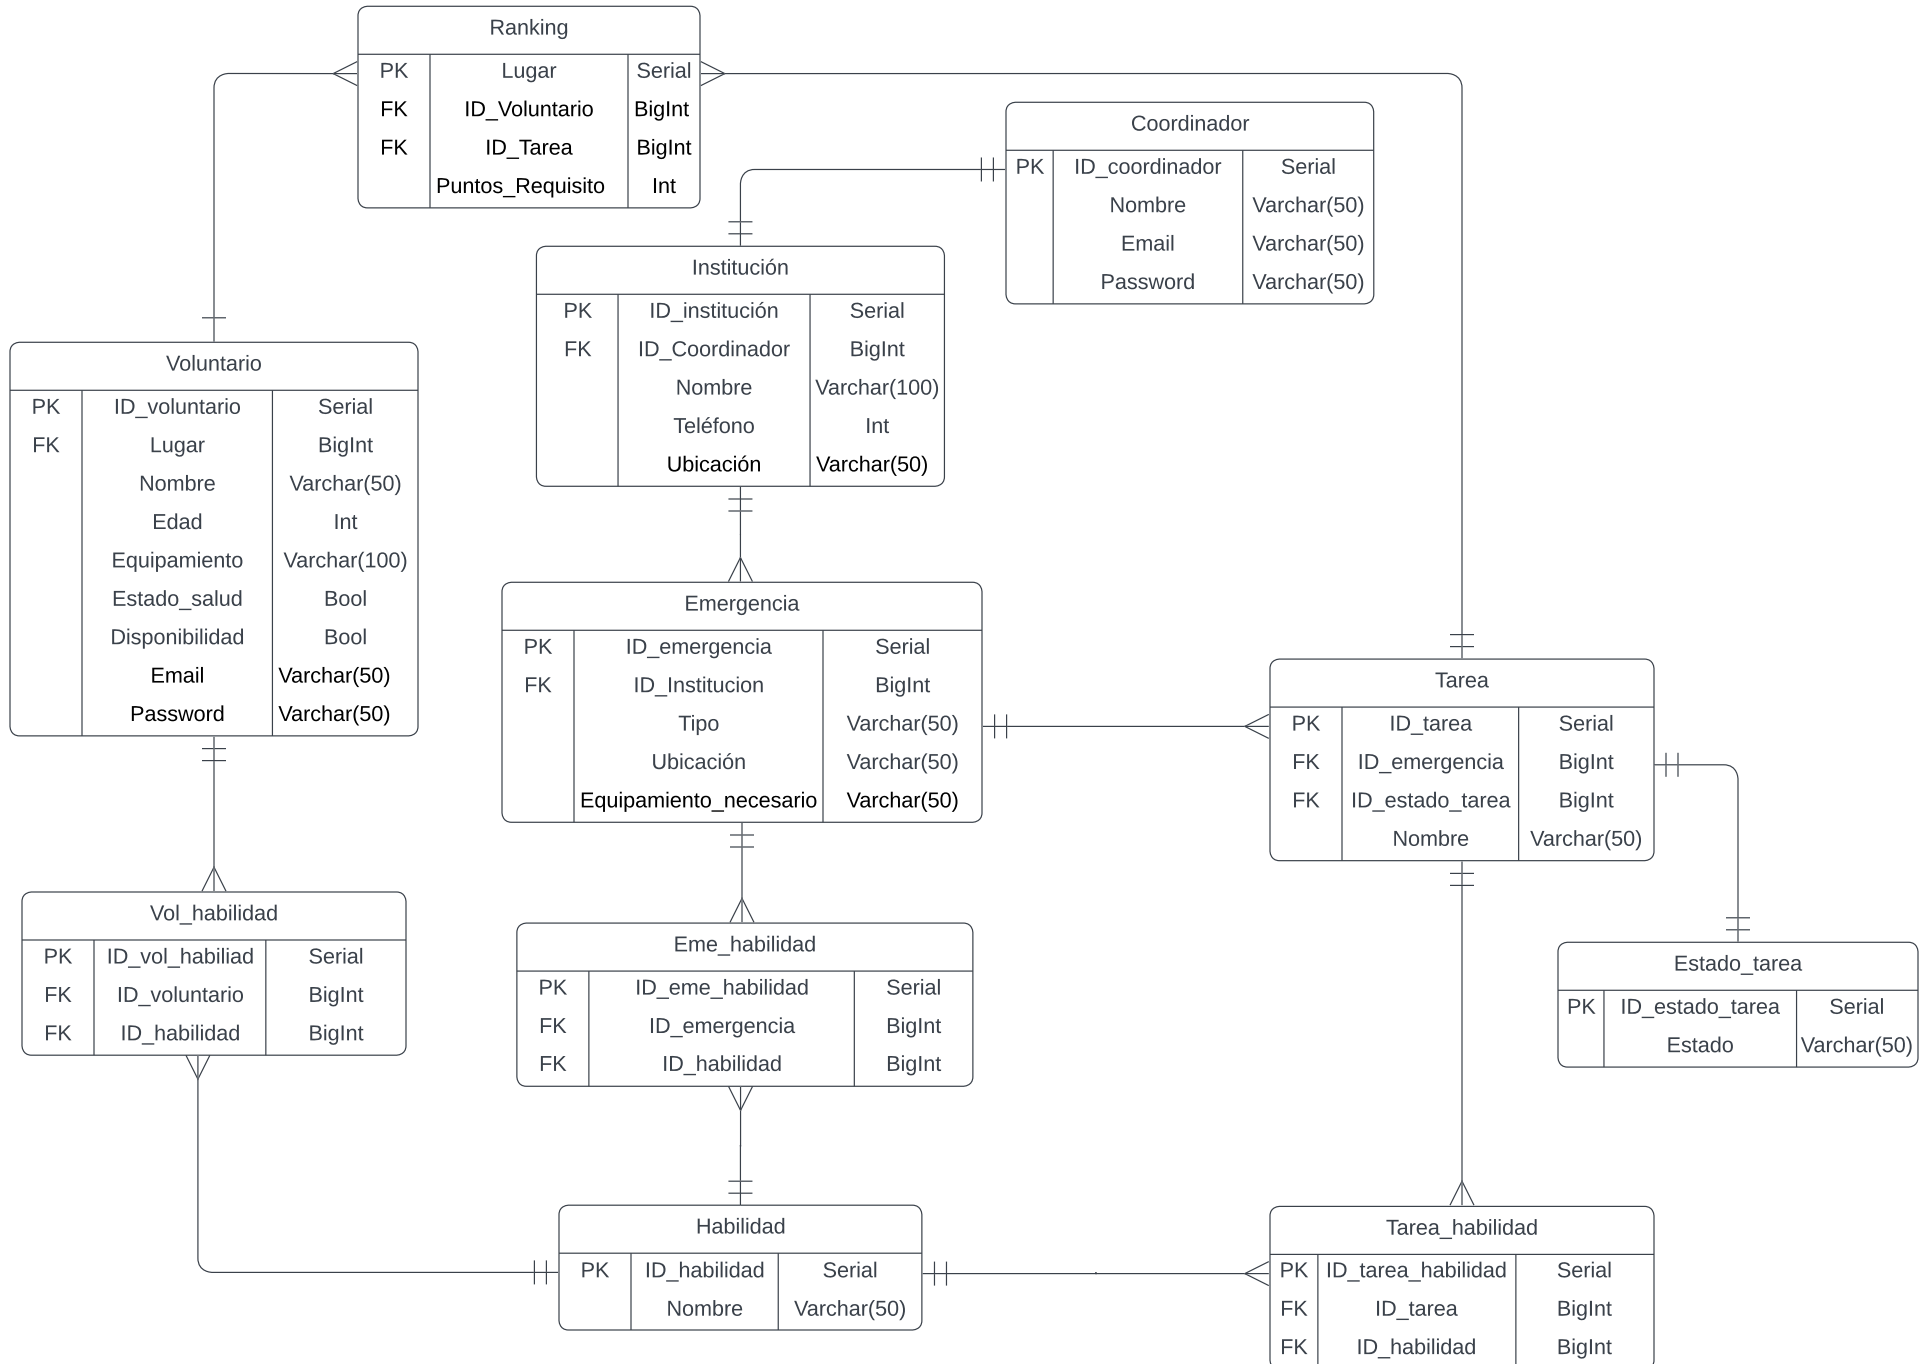 Ranking
PK Lugar Serial
FK ID_Voluntario BigInt
FK ID_Tarea BigInt
Puntos_Requisito Int
Coordinador
PK ID_coordinador Serial
Nombre Varchar(50)
Email Varchar(50)
Password Varchar(50)
Institución
PK ID_institución Serial
FK ID_Coordinador BigInt
Nombre Varchar(100)
Teléfono Int
Ubicación Varchar(50)
Voluntario
PK ID_voluntario Serial
FK Lugar BigInt
Nombre Varchar(50)
Edad Int
Equipamiento Varchar(100)
Estado_salud Bool
Disponibilidad Bool
Email Varchar(50)
Password Varchar(50)
Emergencia
PK ID_emergencia Serial
FK ID_Institucion BigInt
Tipo Varchar(50)
Ubicación Varchar(50)
Equipamiento_necesario Varchar(50)
Tarea
PK ID_tarea Serial
FK ID_emergencia BigInt
FK ID_estado_tarea BigInt
Nombre Varchar(50)
Vol_habilidad
PK ID_vol_habiliad Serial
FK ID_voluntario BigInt
FK ID_habilidad BigInt
Eme_habilidad
PK ID_eme_habilidad Serial
FK ID_emergencia BigInt
FK ID_habilidad BigInt
Estado_tarea
PK ID_estado_tarea Serial
Estado Varchar(50)
Habilidad
PK ID_habilidad Serial
Nombre Varchar(50)
Tarea_habilidad
PK ID_tarea_habilidad Serial
FK ID_tarea BigInt
FK ID_habilidad BigInt